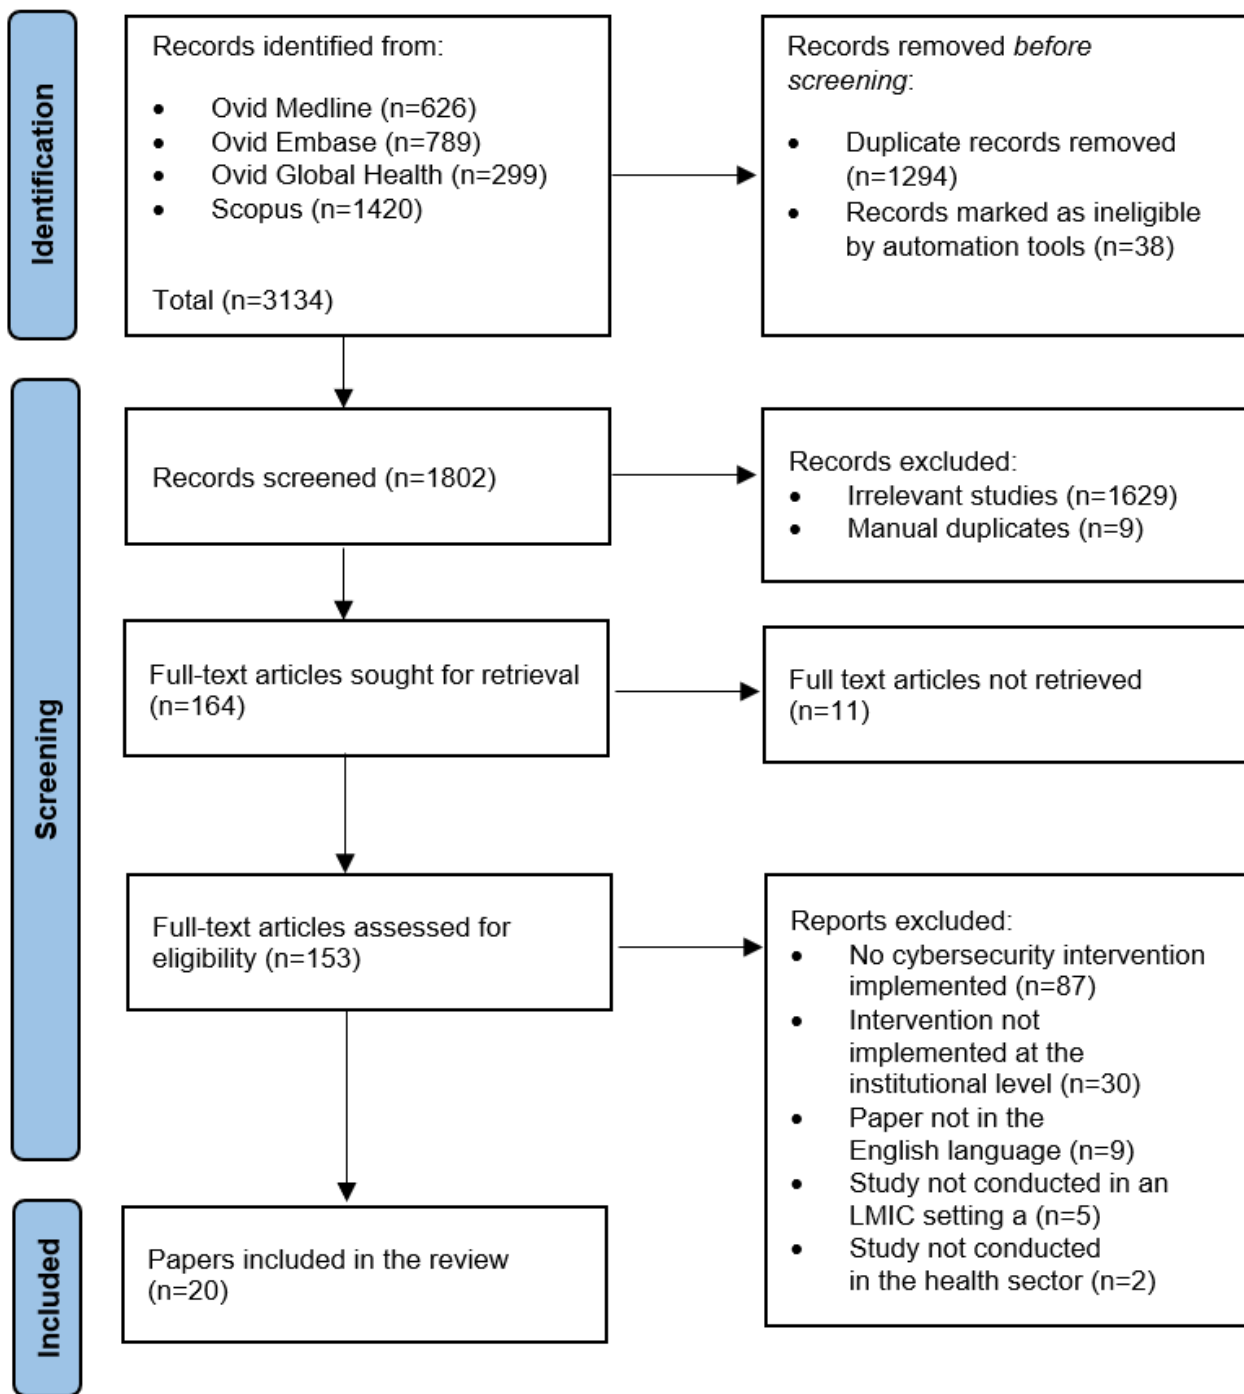 Identification
Records identified from:
• Ovid Medline (n=626)
• Ovid Embase (n=789)
• Ovid Global Health (n=299)
• Scopus (n=1420)
Total (n=3134)
Records removed before
screening:
• Duplicate records removed
(n=1294)
• Records marked as ineligible
by automation tools (n=38)
Screening
Records screened (n=1802)
Records excluded:
• Irrelevant studies (n=1629)
• Manual duplicates (n=9)
Full-text articles sought for retrieval
(n=164)
Full text articles not retrieved
(n=11)
Full-text articles assessed for
eligibility (n=153)
Reports excluded:
• No cybersecurity intervention
implemented (n=87)
• Intervention not
implemented at the
institutional level (n=30)
• Paper not in the
English language (n=9)
• Study not conducted in an
LMIC setting a (n=5)
• Study not conducted
in the health sector (n=2)
Included
Papers included in the review
(n=20)